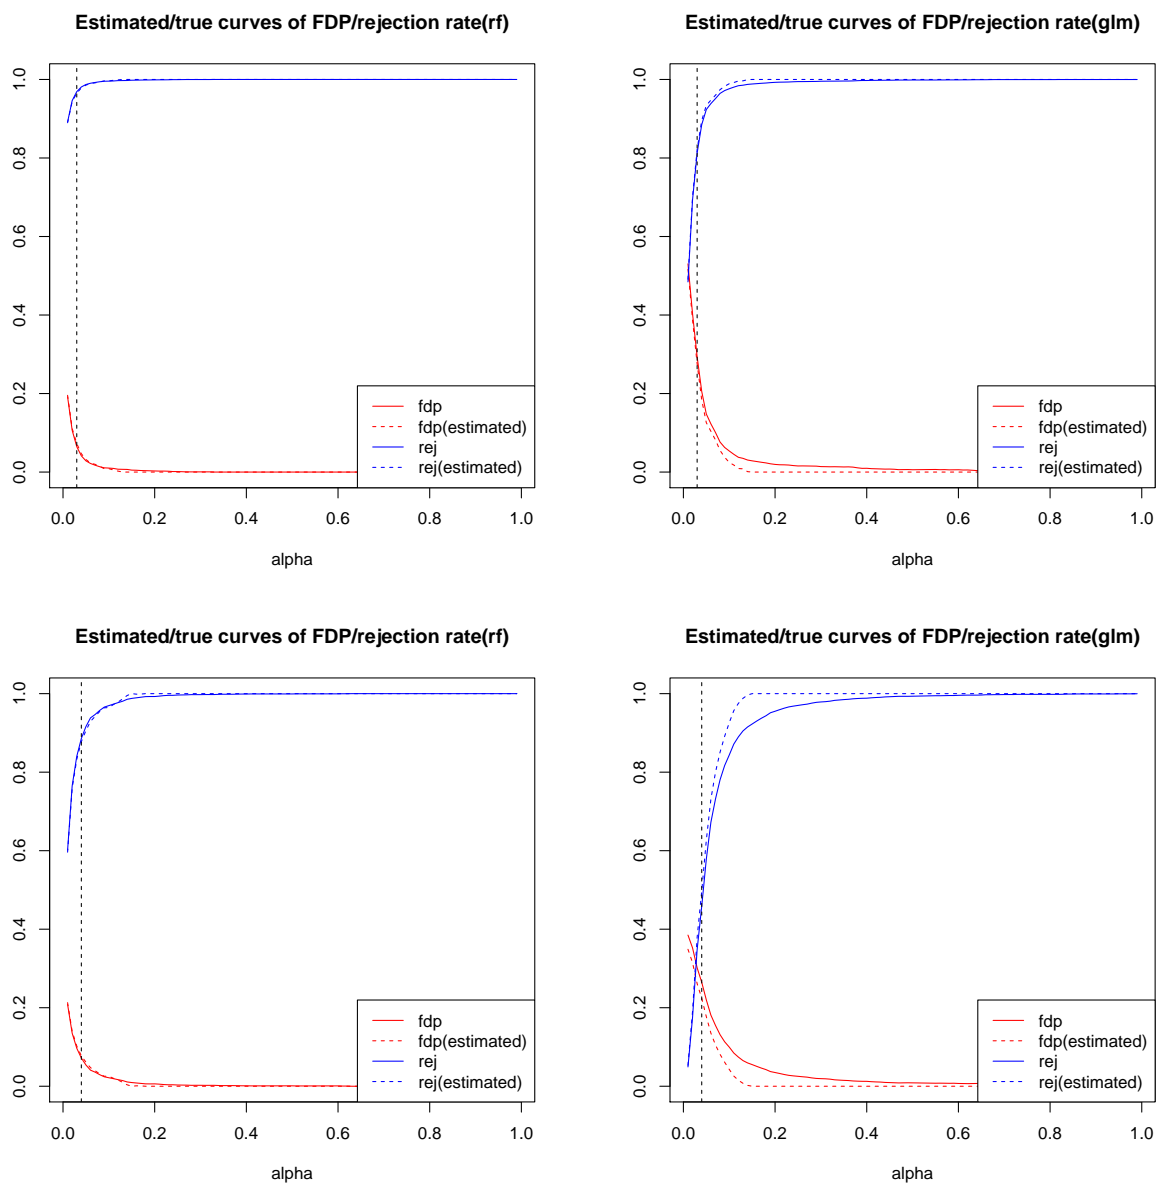 Estimated/true curves of FDP/rejection rate(rf)
1.0
0.8
0.6
0.4
0.2
0.0
fdp
fdp(estimated)
rej
rej(estimated)
0.0 0.2 0.4 0.6 0.8 1.0
alpha
Estimated/true curves of FDP/rejection rate(glm)
1.0
0.8
0.6
0.4
0.2
0.0
fdp
fdp(estimated)
rej
rej(estimated)
0.0 0.2 0.4 0.6 0.8 1.0
alpha
Estimated/true curves of FDP/rejection rate(rf)
1.0
0.8
0.6
0.4
0.2
0.0
fdp
fdp(estimated)
rej
rej(estimated)
0.0 0.2 0.4 0.6 0.8 1.0
alpha
Estimated/true curves of FDP/rejection rate(glm)
1.0
0.8
0.6
0.4
0.2
0.0
fdp
fdp(estimated)
rej
rej(estimated)
0.0 0.2 0.4 0.6 0.8 1.0
alpha